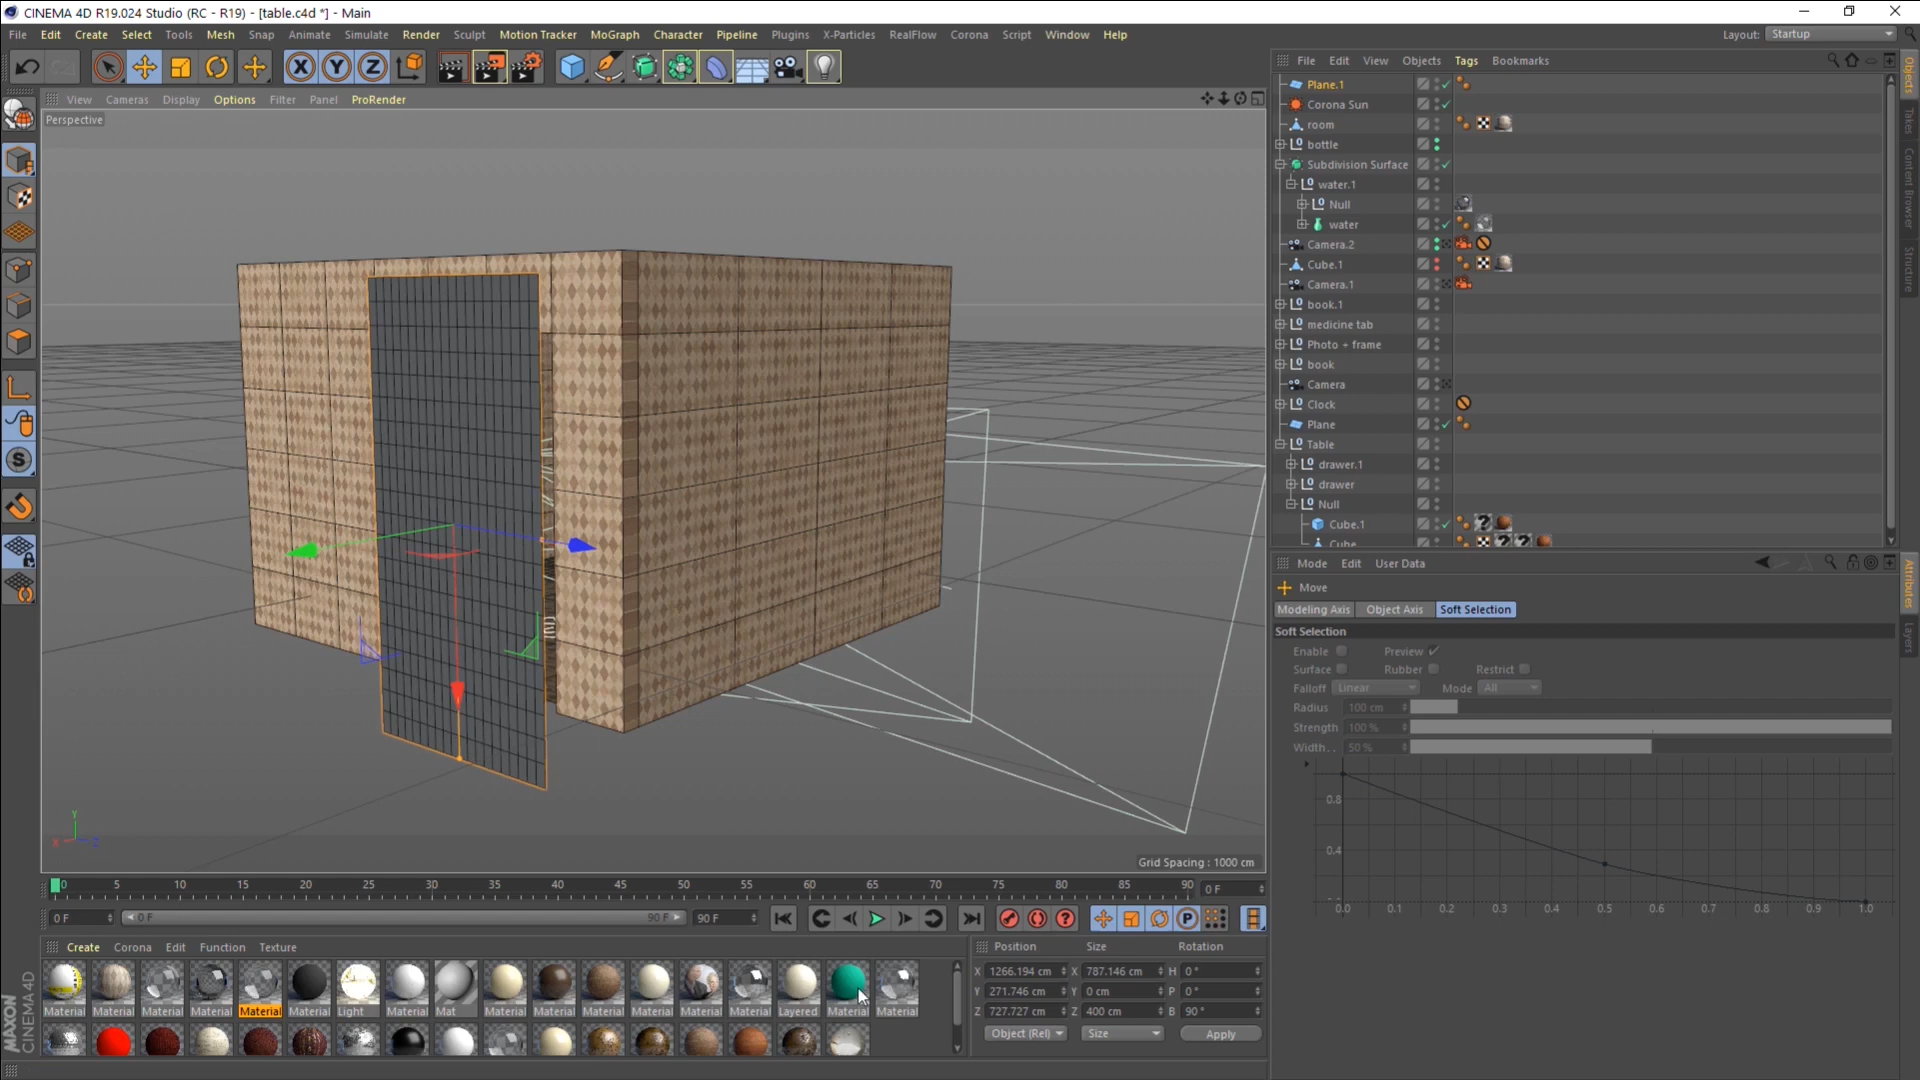 CINEMA 4D R19.024 Studio (RC - R19) - [table.c4d *] - Main
File Edit Create Select Tools Mesh Snap Animate Simulate Render Sculpt Motion Tracker MoGraph Character Pipeline Plugins X-Particles RealFlow Corona Script Window Help
Layout: Startup
X Y Z
File Edit View Objects Tags Bookmarks
View Cameras Display Options Filter Panel ProRender
Perspective
Plane.1
Corona Sun
room
bottle
Subdivision Surface
water.1
Null
water
Camera.2
Cube.1
Camera.1
book.1
medicine tab
Photo + frame
book
Camera
Clock
Plane
Table
drawer.1
drawer
Null
Cube.1
Cube
Objects
Takes
Content Browser
Structure
Mode Edit User Data
Move
Modeling Axis Object Axis Soft Selection
Soft Selection
Enable Preview
Surface Rubber Restrict
Falloff Linear Mode All
Radius 100 cm
Strength 100 %
Width.. 50 %
0.8
0.4
0.0 0.1 0.2 0.3 0.4 0.5 0.6 0.7 0.8 0.9 1.0
Attributes
Layers
Y
X Z
Grid Spacing : 1000 cm
0 5 10 15 20 25 30 35 40 45 50 55 60 65 70 75 80 85 90 0 F
0 F 0 F 90 F 90 F
Create Corona Edit Function Texture
Material Material Material Material Material Material Light Material Mat Material Material Material Material Material Material Layered Material Material
Position Size Rotation
X 1266.194 cm X 787.146 cm H 0 °
Y 271.746 cm Y 0 cm P 0 °
Z 727.727 cm Z 400 cm B 90 °
Object (Rel) Size Apply
MAXON
CINEMA4D